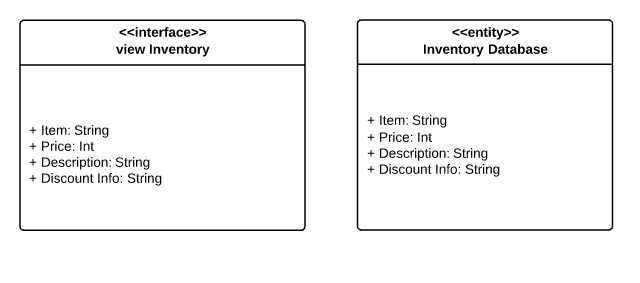 <<interface>>
view Inventory
+ Item: String
+ Price: Int
+ Description: String
+ Discount Info: String
<<entity>>
Inventory Database
+ Item: String
+ Price: Int
+ Description: String
+ Discount Info: String